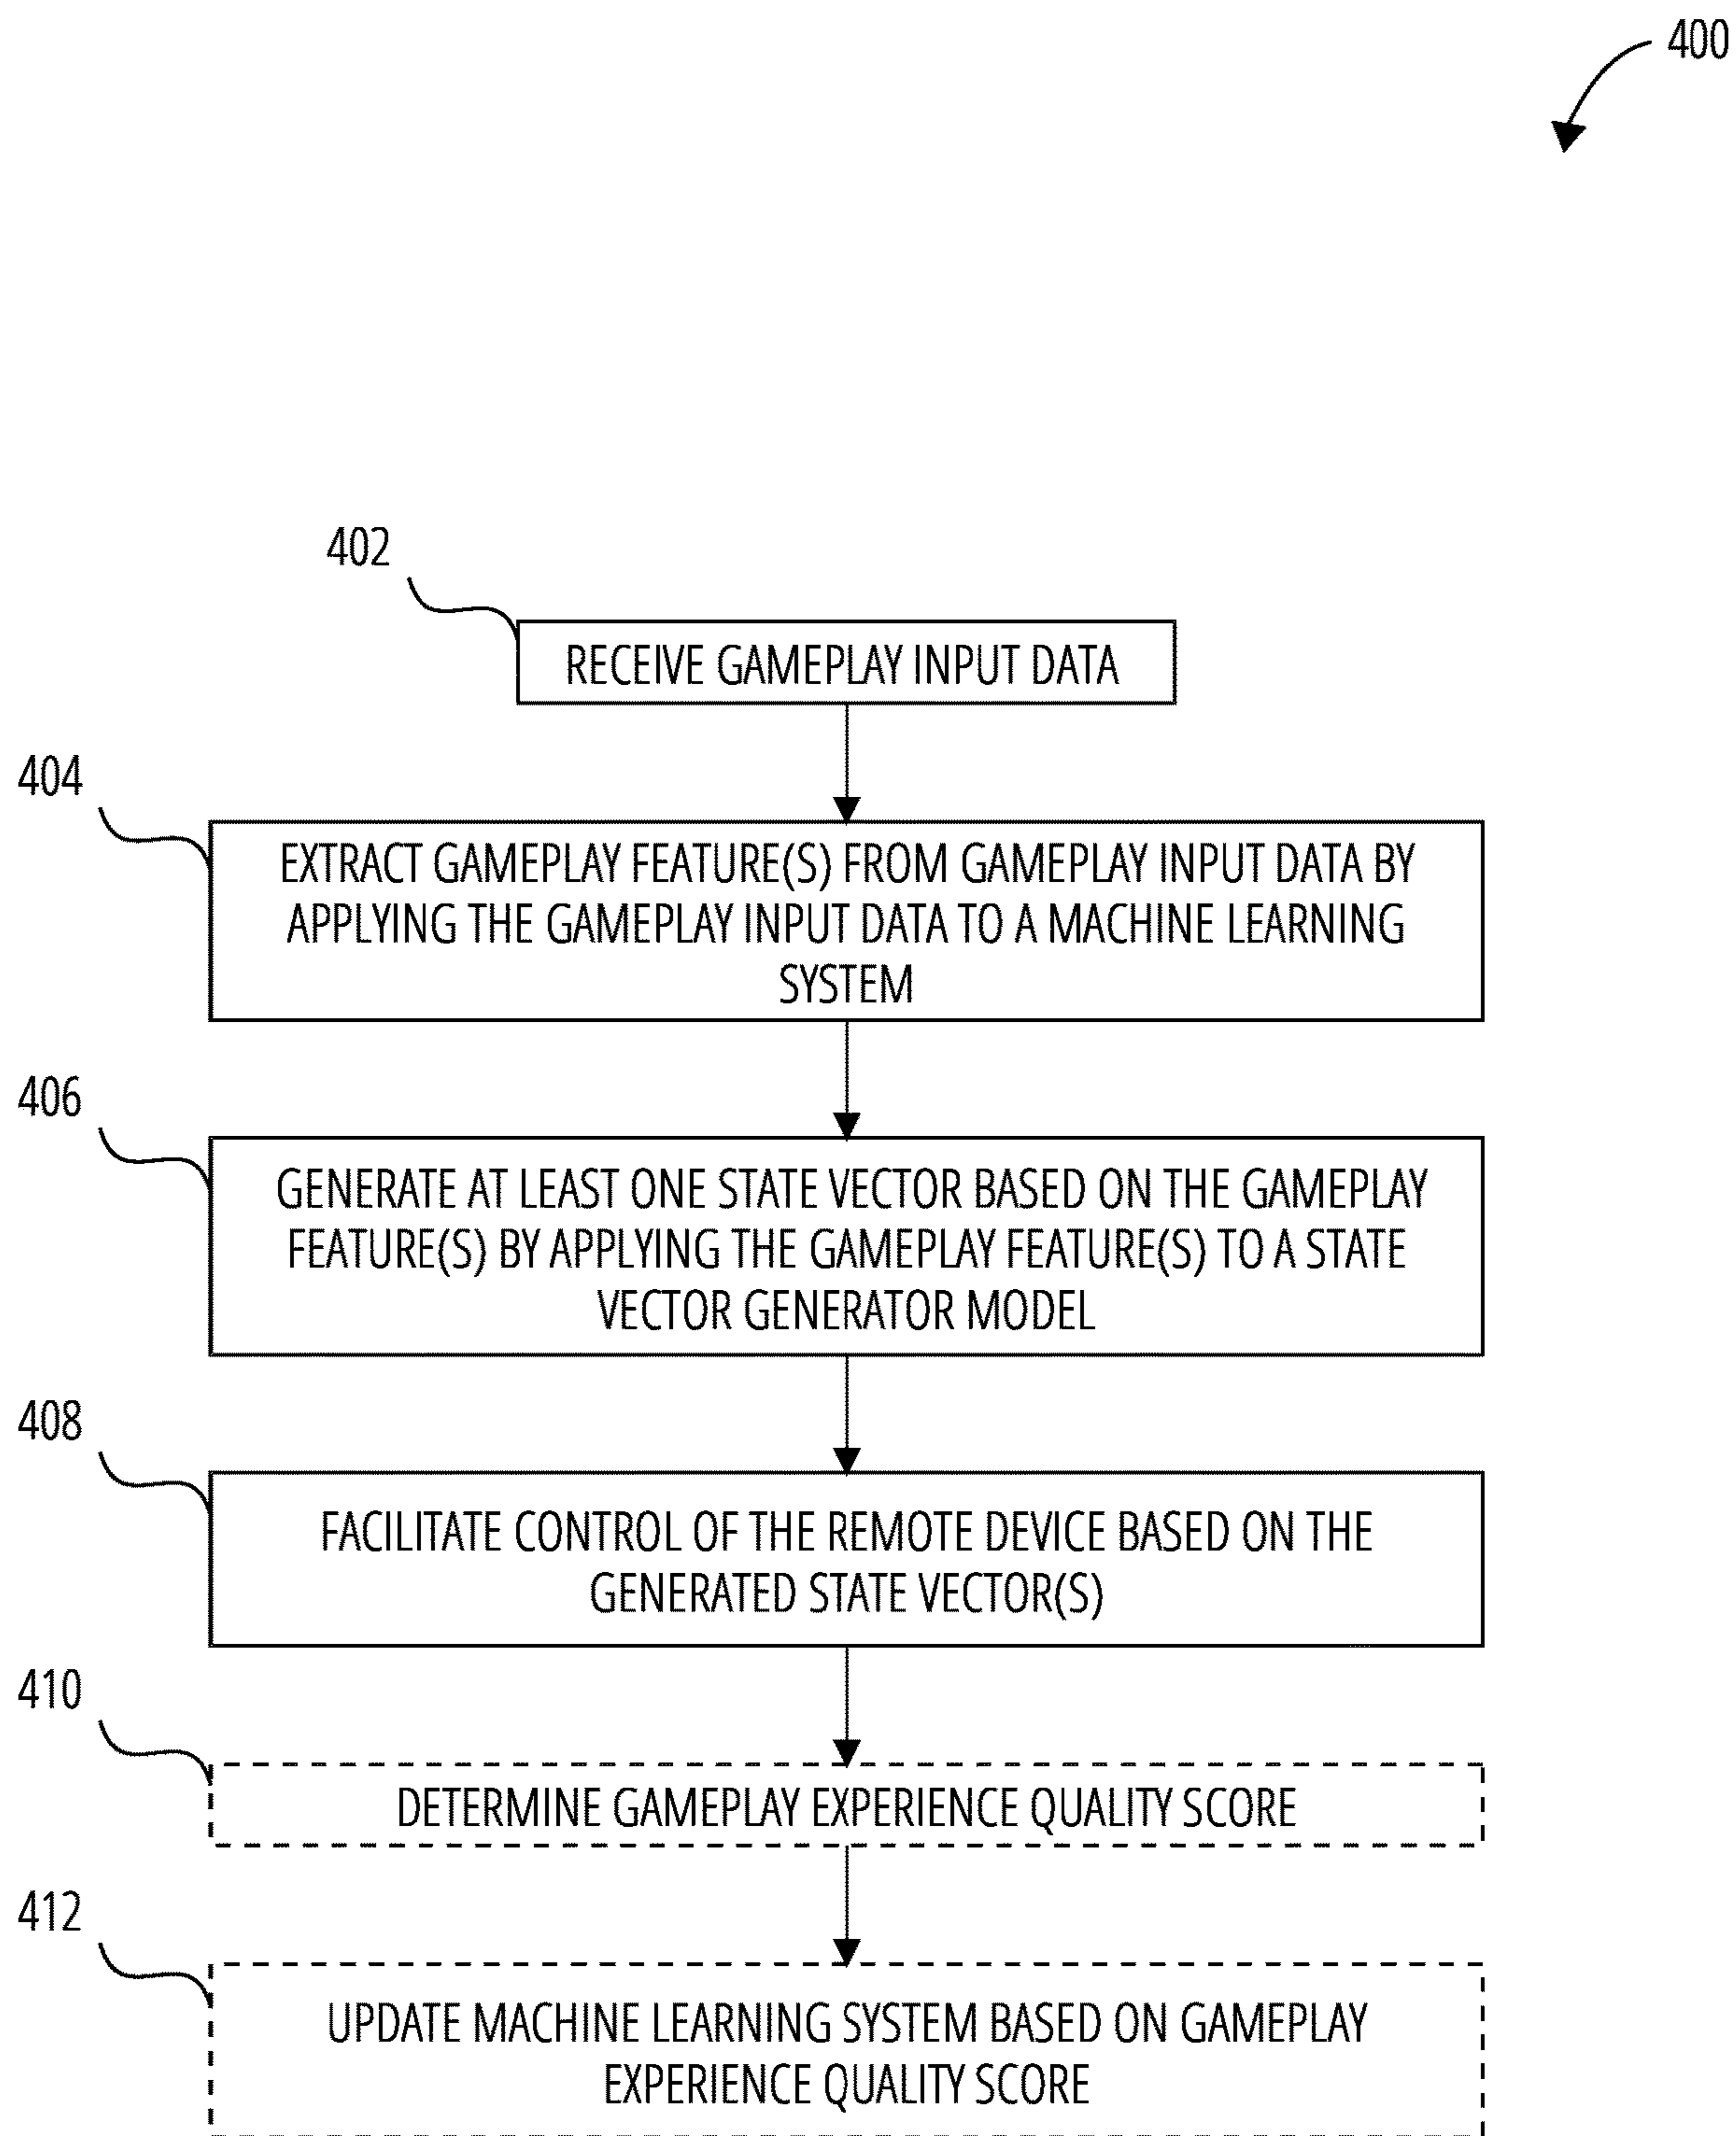 400
402
RECEIVE GAMEPLAY INPUT DATA
404
EXTRACT GAMEPLAY FEATURE(S) FROM GAMEPLAY INPUT DATA BY
APPLYING THE GAMEPLAY INPUT DATA TO A MACHINE LEARNING
SYSTEM
406
GENERATE AT LEAST ONE STATE VECTOR BASED ON THE GAMEPLAY
FEATURE(S) BY APPLYING THE GAMEPLAY FEATURE(S) TO A STATE
VECTOR GENERATOR MODEL
408
FACILITATE CONTROL OF THE REMOTE DEVICE BASED ON THE
GENERATED STATE VECTOR(S)
410
DETERMINE GAMEPLAY EXPERIENCE QUALITY SCORE
412
UPDATE MACHINE LEARNING SYSTEM BASED ON GAMEPLAY
EXPERIENCE QUALITY SCORE